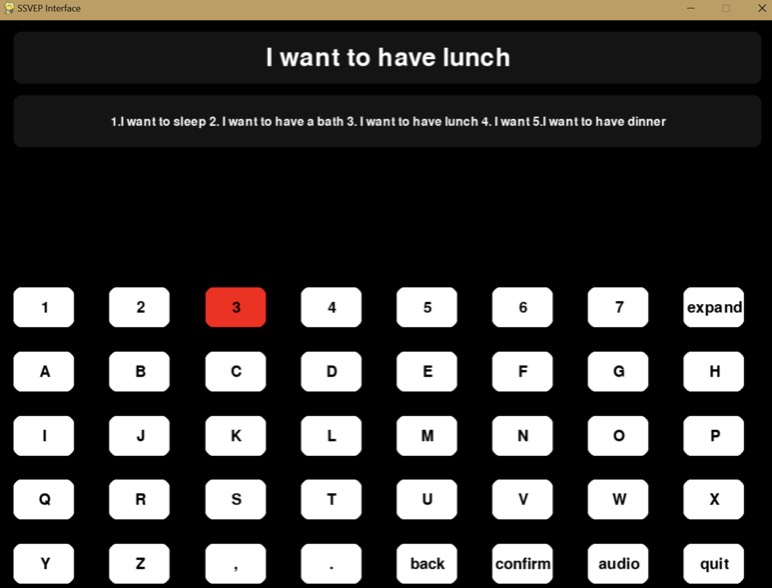 SSVEP Interface
I want to have lunch
1.I want to sleep 2. I want to have a bath 3. I want to have lunch 4. I want 5.I want to have dinner
1 2 3 4 5 6 7 expand
A B C D E F G H
I J K L M N O P
Q R S T U V W X
Y Z , . back confirm audio quit